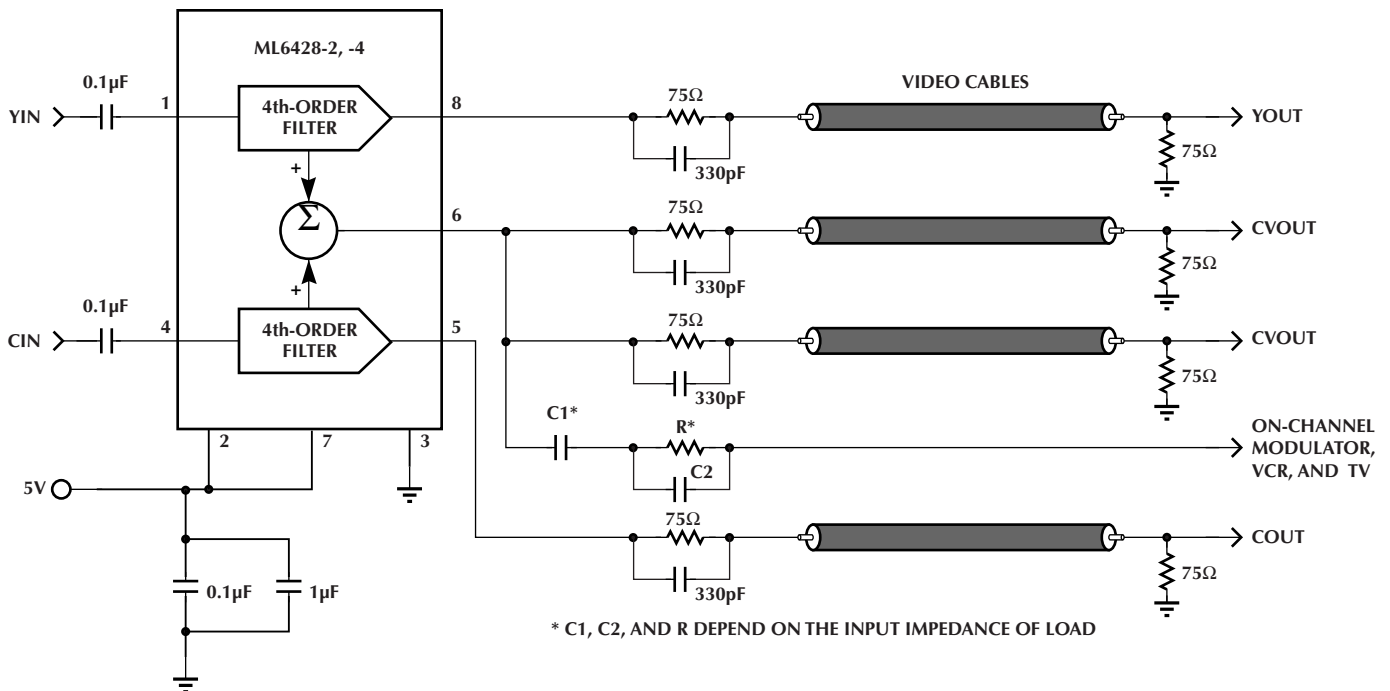 ML6428-2, -4
0.1µF
YIN
1
4th-ORDER
FILTER
8
75Ω
330pF
VIDEO CABLES
YOUT
75Ω
+
Σ
6
75Ω
330pF
CVOUT
75Ω
+
0.1µF
CIN
4
4th-ORDER
FILTER
5
75Ω
330pF
CVOUT
75Ω
C1*
R*
C2
ON-CHANNEL
MODULATOR,
VCR, AND TV
2
7
3
5V
75Ω
330pF
COUT
75Ω
0.1µF
1µF
* C1, C2, AND R DEPEND ON THE INPUT IMPEDANCE OF LOAD